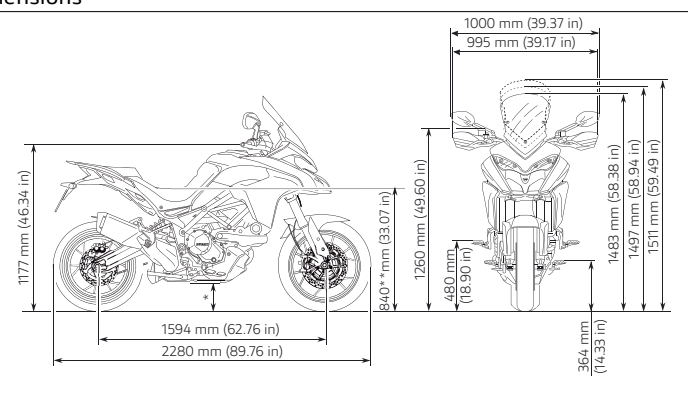 1000 mm (39.37 in)
995 mm (39.17 in)
1177 mm (46.34 in)
840**mm (33.07 in)
1260 mm (49.60 in)
480 mm
(18.90 in)
1483 mm (58.38 in)
1497 mm (58.94 in)
1511 mm (59.49 in)
*
1594 mm (62.76 in)
2280 mm (89.76 in)
364 mm
(14.33 in)